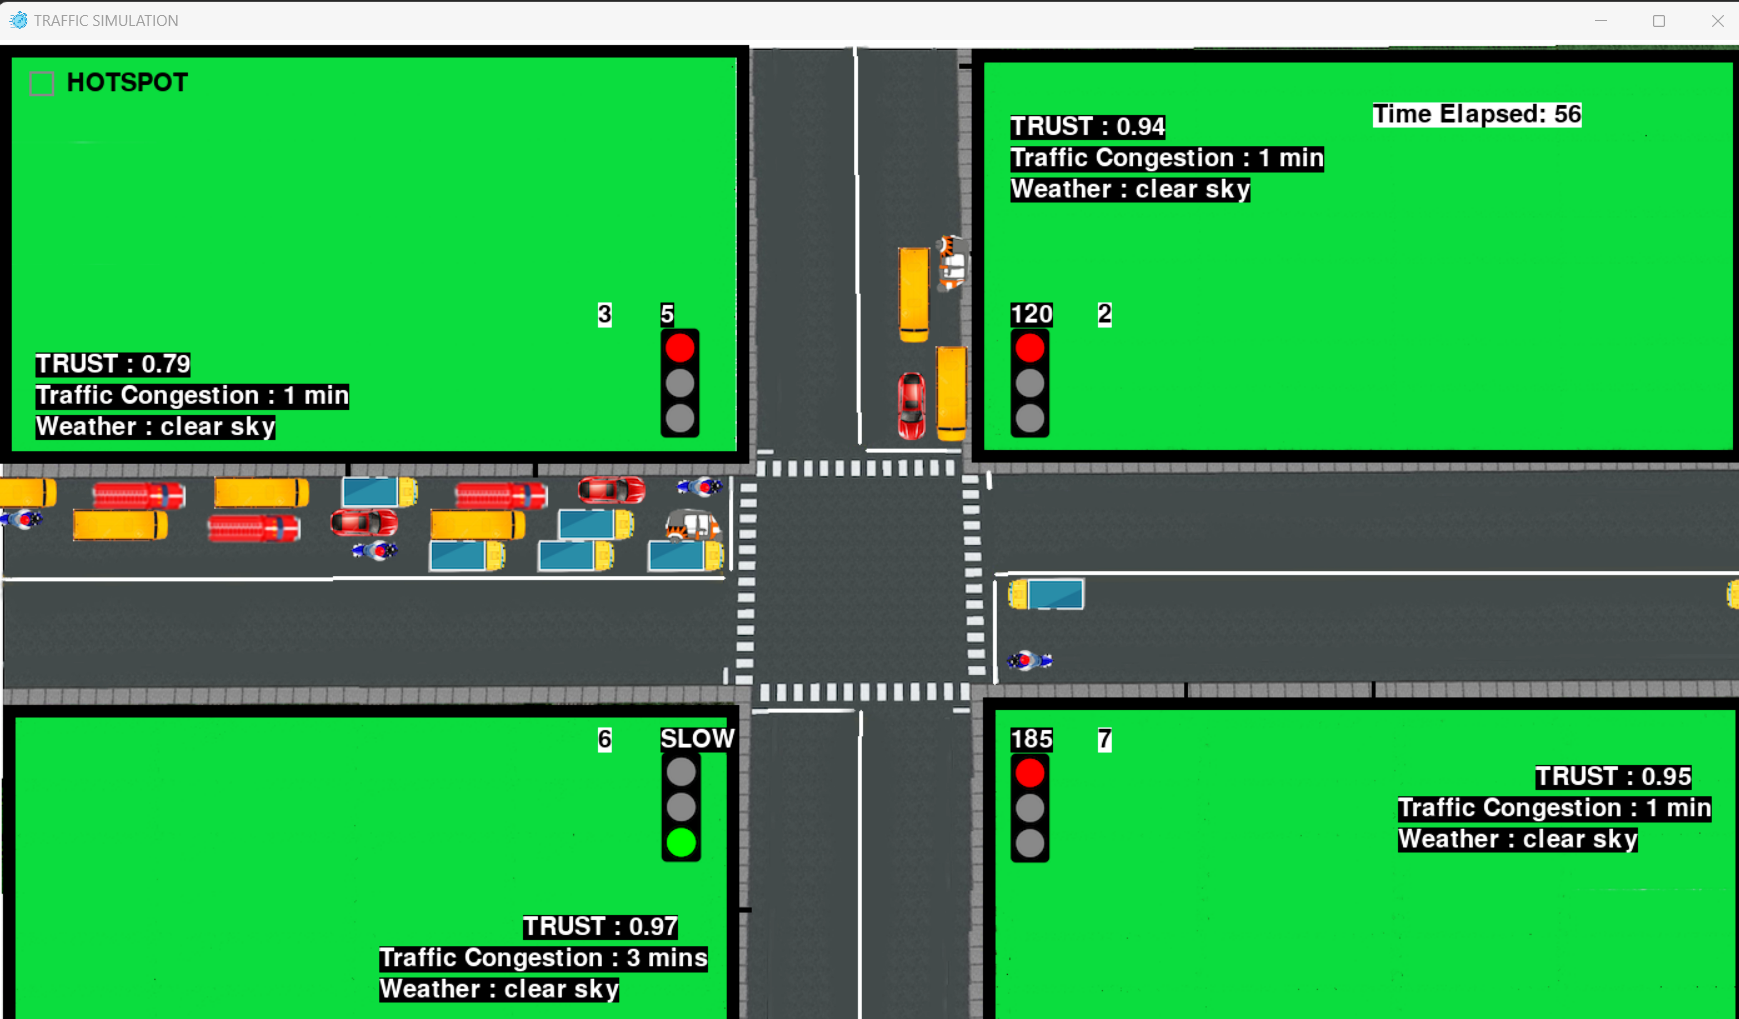 TRAFFIC SIMULATION
HOTSPOT
3
5
TRUST : 0.79
Traffic Congestion : 1 min
Weather : clear sky
Time Elapsed: 56
TRUST : 0.94
Traffic Congestion : 1 min
Weather : clear sky
120
2
6
SLOW
TRUST : 0.97
Traffic Congestion : 3 mins
Weather : clear sky
185
7
TRUST : 0.95
Traffic Congestion : 1 min
Weather : clear sky